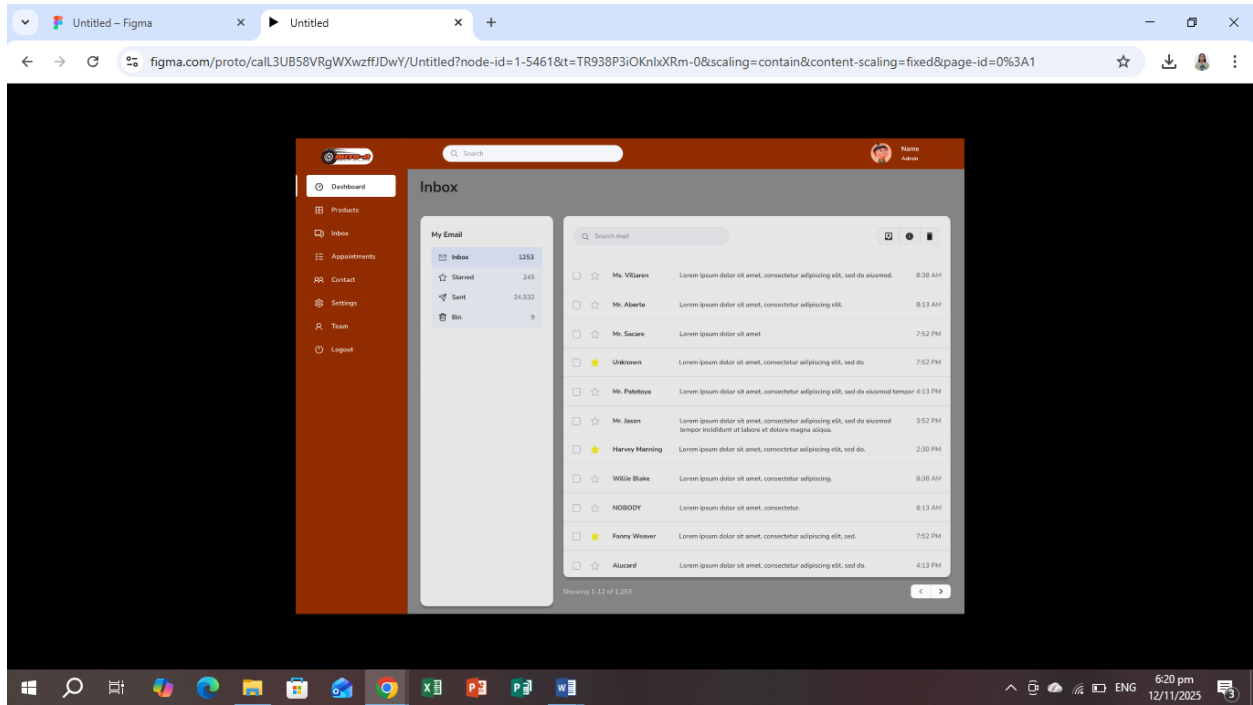 Untitled – Figma
Untitled
figma.com/proto/calL3UB58VRgWXwzffJDwY/Untitled?node-id=1-5461&t=TR938P3iOKnIxXRm-0&scaling=contain&content-scaling=fixed&page-id=0%3A1
Search
Name
Admin
Dashboard
Products
Inbox
Appointments
Contact
Settings
Team
Logout
Inbox
My Email
Inbox 1253
Starred 245
Sent 24,532
Bin 9
Search mail
Ms. Villaren Lorem ipsum dolor sit amet, consectetur adipiscing elit, sed do eiusmod. 8:38 AM
Mr. Aberte Lorem ipsum dolor sit amet, consectetur adipiscing elit. 8:13 AM
Mr. Sacare Lorem ipsum dolor sit amet 7:52 PM
Unknown Lorem ipsum dolor sit amet, consectetur adipiscing elit, sed do 7:52 PM
Mr. Patotoya Lorem ipsum dolor sit amet, consectetur adipiscing elit, sed do eiusmod tempor 4:13 PM
Mr. Jason Lorem ipsum dolor sit amet, consectetur adipiscing elit, sed do eiusmod 3:52 PM
tempor incididunt ut labore et dolore magna aliqua.
Harvey Manning Lorem ipsum dolor sit amet, consectetur adipiscing elit, sed do. 2:30 PM
Willie Blake Lorem ipsum dolor sit amet, consectetur adipiscing. 8:38 AM
NOBODY Lorem ipsum dolor sit amet, consectetur. 8:13 AM
Fanny Weaver Lorem ipsum dolor sit amet, consectetur adipiscing elit, sed. 7:52 PM
Alucard Lorem ipsum dolor sit amet, consectetur adipiscing elit, sed do. 4:13 PM
Showing 1-12 of 1,253
ENG
6:20 pm
12/11/2025
3